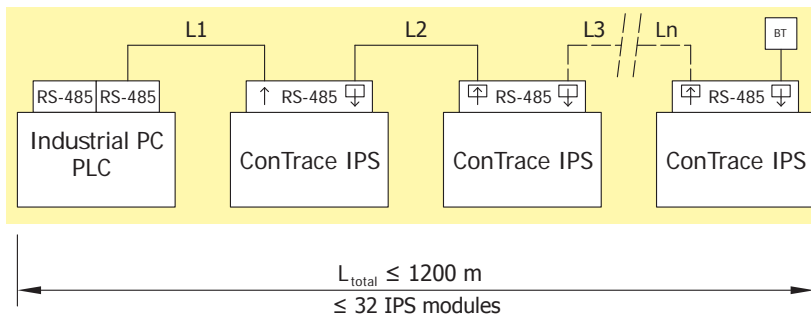 L1
L2
L3
Ln
BT
RS-485
RS-485
RS-485
RS-485
RS-485
Industrial PC
PLC
ConTrace IPS
ConTrace IPS
ConTrace IPS
Ltotal ≤ 1200 m
≤ 32 IPS modules